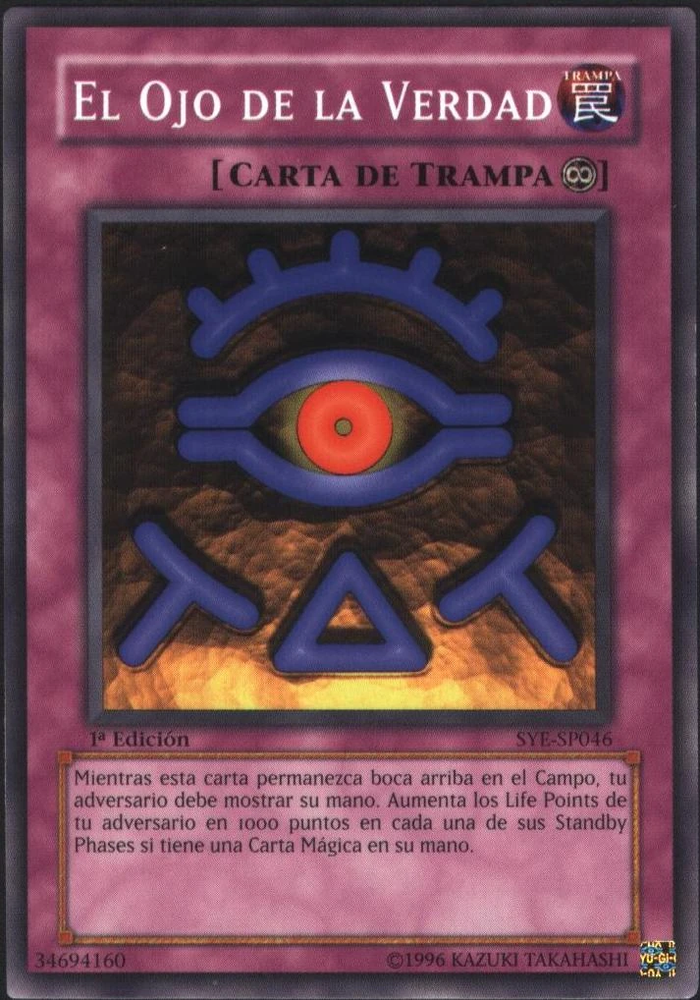 El Ojo de la Verdad
TRAMPA
罠
[Carta de Trampa]
1ª Edición
SYE-SP046
Mientras esta carta permanezca boca arriba en el Campo, tu
adversario debe mostrar su mano. Aumenta los Life Points de
tu adversario en 1000 puntos en cada una de sus Standby
Phases si tiene una Carta Mágica en su mano.
34694160
©1996 KAZUKI TAKAHASHI